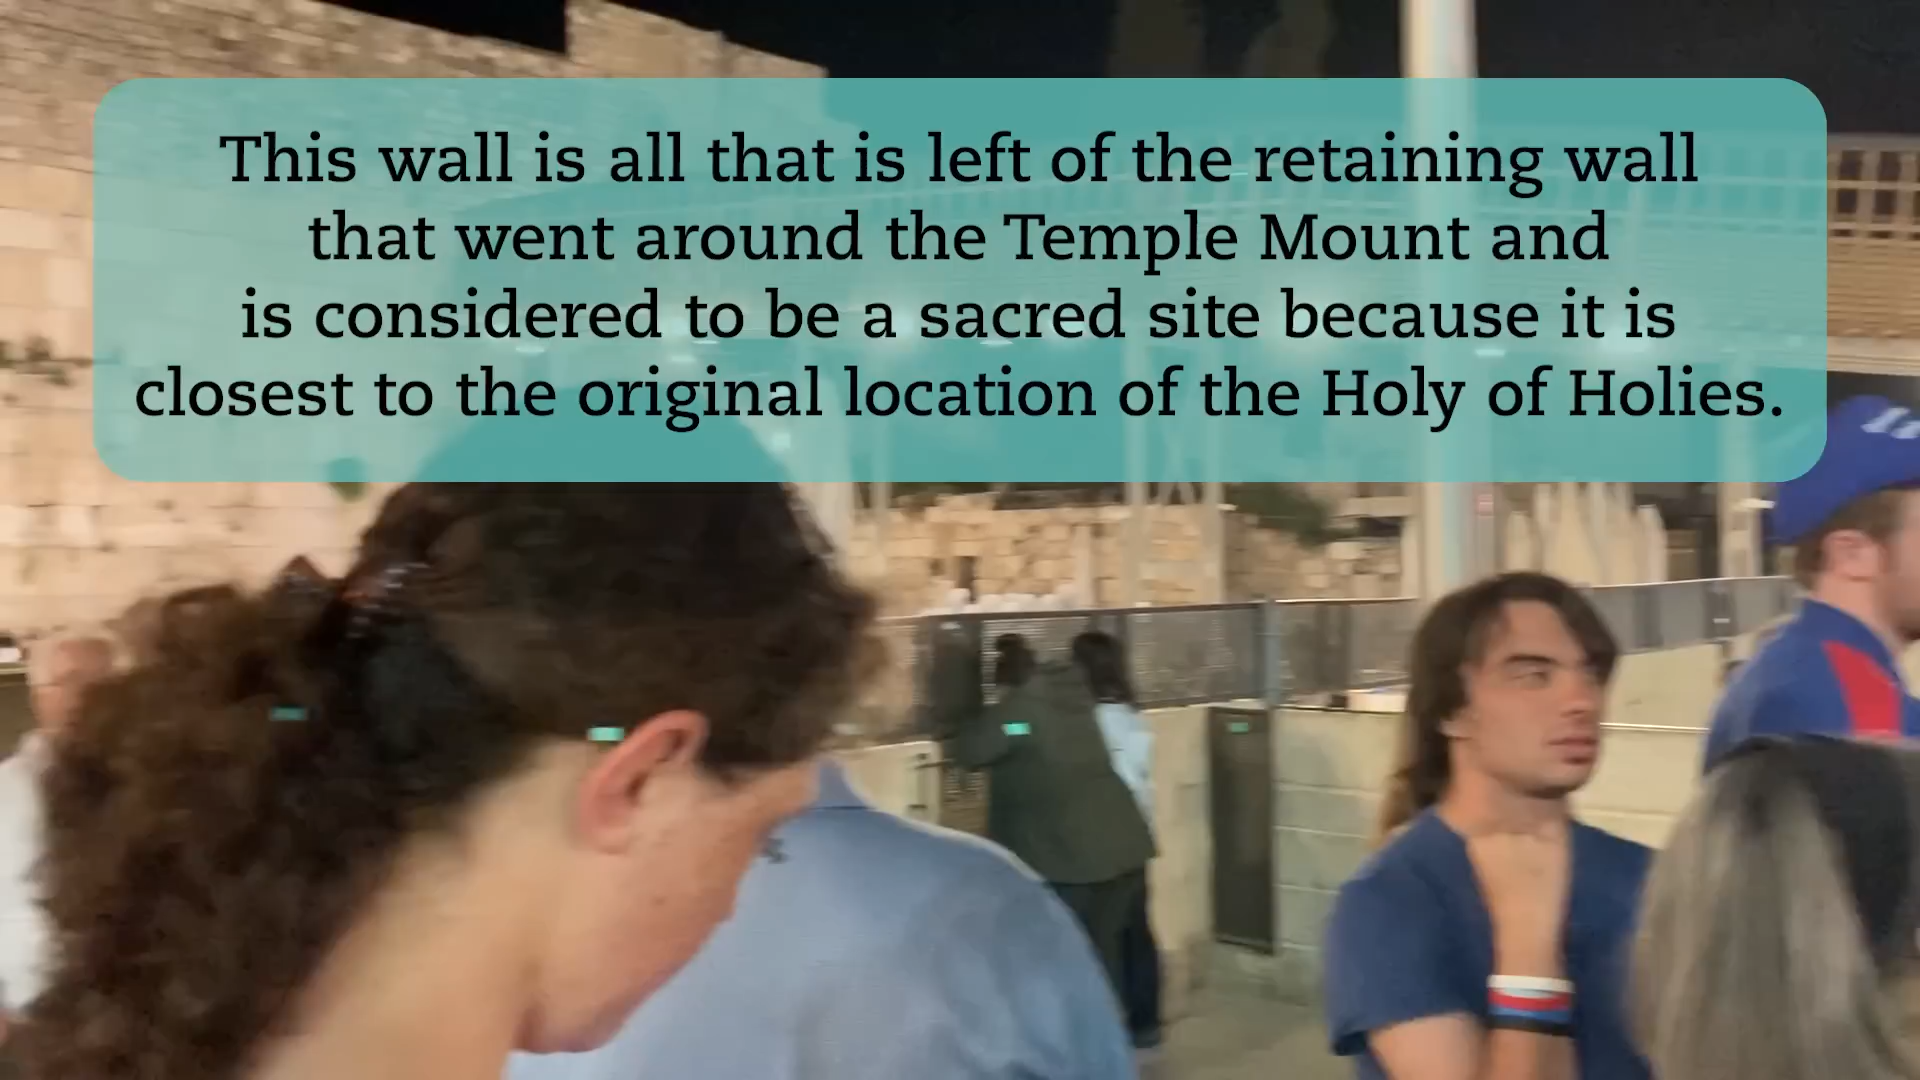 This wall is all that is left of the retaining wall
that went around the Temple Mount and
is considered to be a sacred site because it is
closest to the original location of the Holy of Holies.